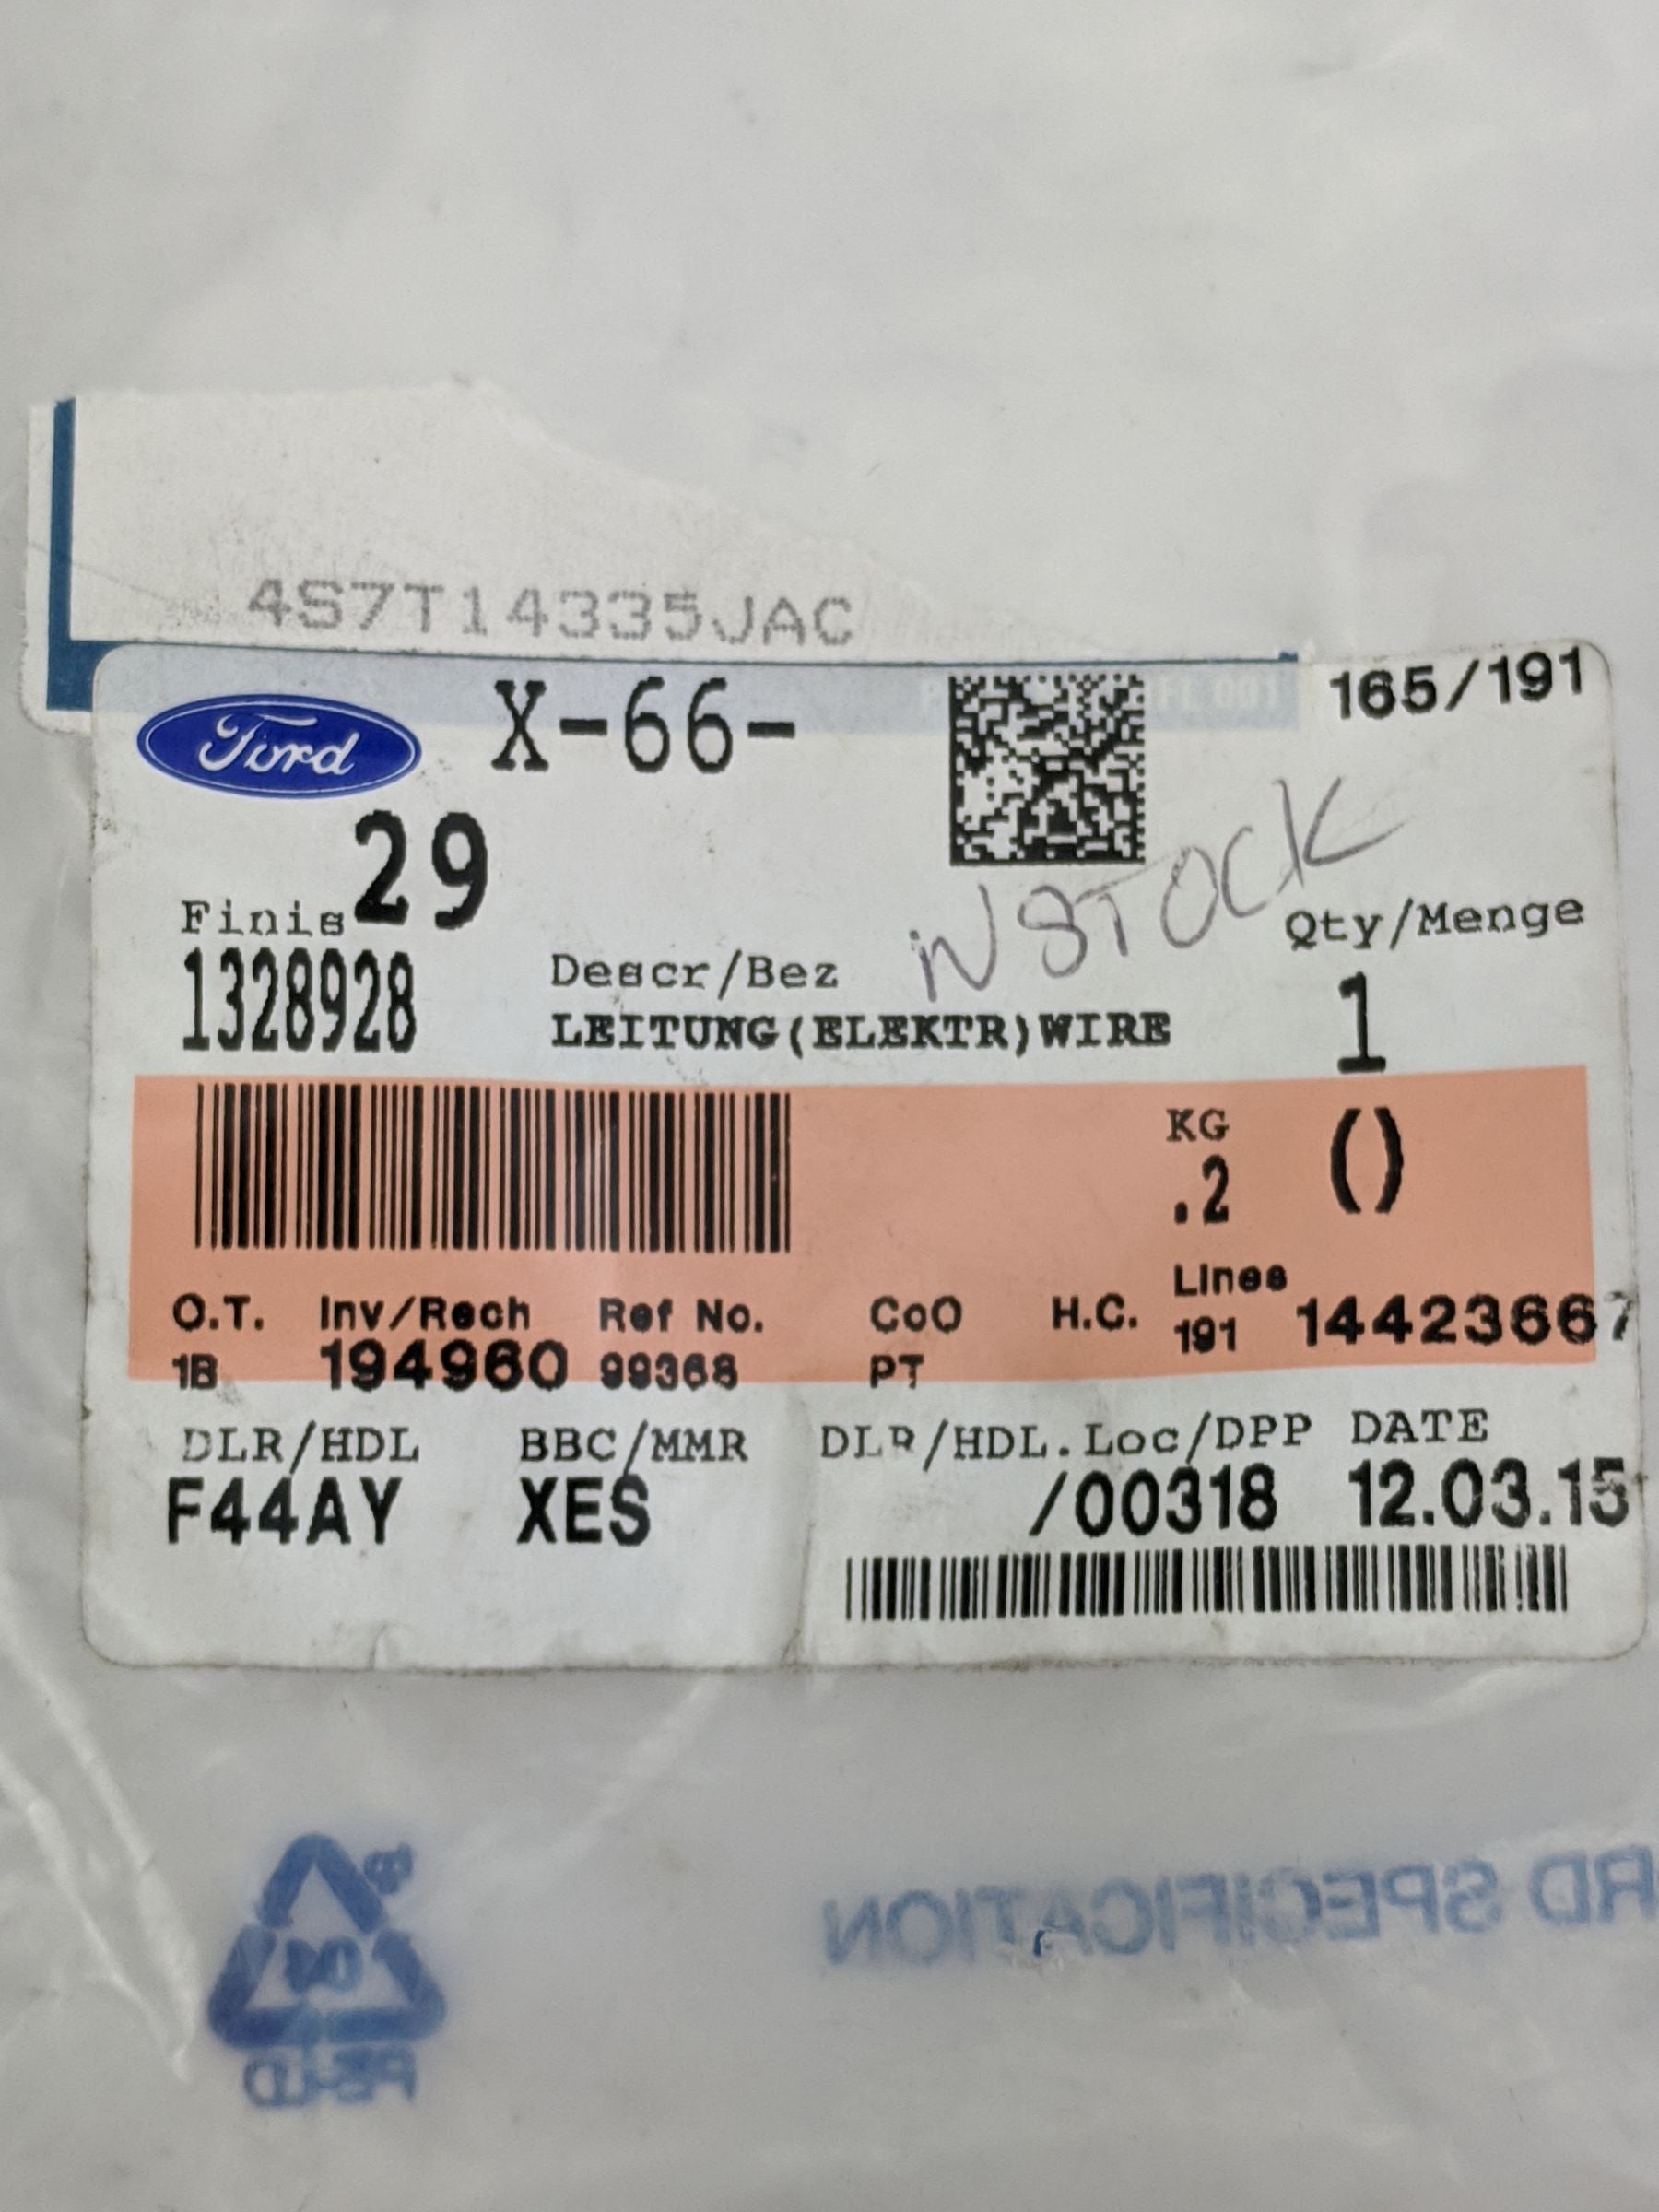 4S7T14335JAC
Ford X-66- 165/191
29
N STOCK
Finis Qty/Menge
1328928 Descr/Bez 1
LEITUNG(ELEKTR)WIRE
KG ()
.2
O.T. Inv/Rech Ref No. CoO H.C. Lines
1B 194960 99368 PT 191 14423667
DLR/HDL BBC/MMR DLR/HDL.Loc/DPP DATE
F44AY XES /00318 12.03.15
RD SPECIFICATION
04
PE-LD